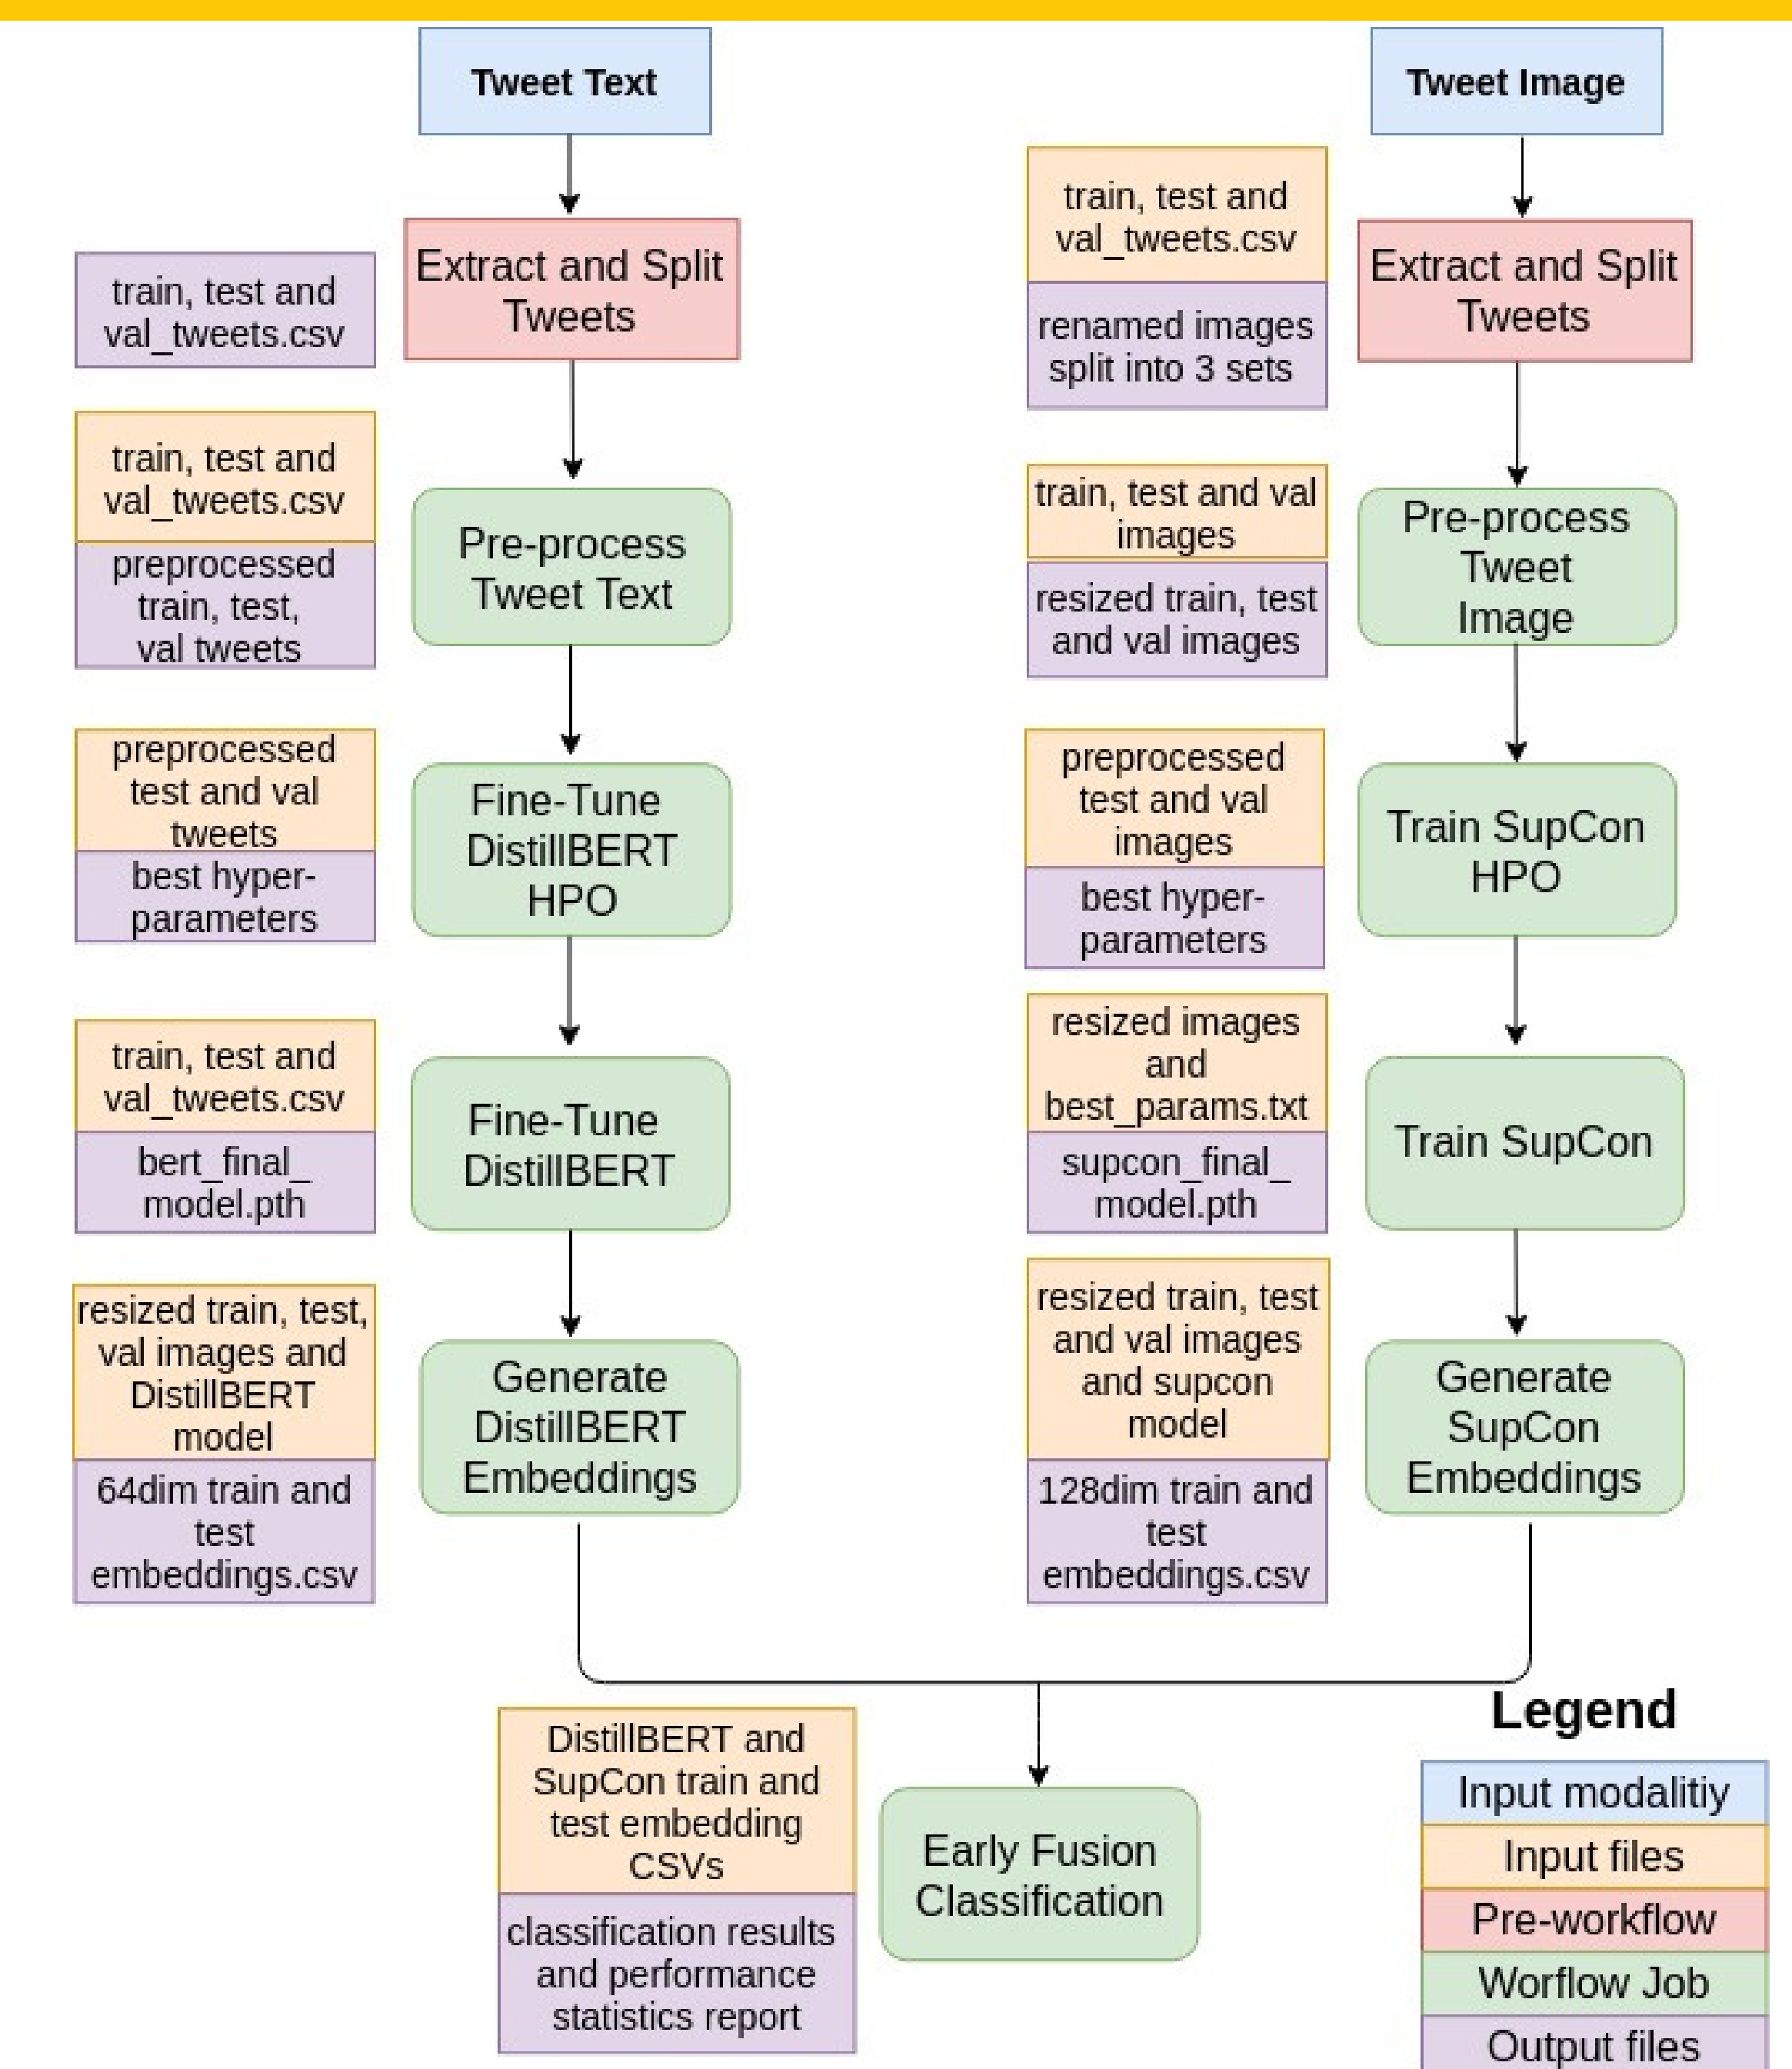 Tweet Text
Extract and Split
Tweets
train, test and
val_tweets.csv
train, test and
val_tweets.csv
preprocessed
train, test,
val tweets
Pre-process
Tweet Text
preprocessed
test and val
tweets
best hyper-
parameters
Fine-Tune
DistillBERT
HPO
train, test and
val_tweets.csv
bert_final_
model.pth
Fine-Tune
DistillBERT
resized train, test,
val images and
DistillBERT
model
64dim train and
test
embeddings.csv
Generate
DistillBERT
Embeddings
Tweet Image
train, test and
val_tweets.csv
renamed images
split into 3 sets
Extract and Split
Tweets
train, test and val
images
resized train, test
and val images
Pre-process
Tweet
Image
preprocessed
test and val
images
best hyper-
parameters
Train SupCon
HPO
resized images
and
best_params.txt
supcon_final_
model.pth
Train SupCon
resized train, test
and val images
and supcon
model
128dim train and
test
embeddings.csv
Generate
SupCon
Embeddings
DistillBERT and
SupCon train and
test embedding
CSVs
classification results
and performance
statistics report
Early Fusion
Classification
Legend
Input modalitiy
Input files
Pre-workflow
Worflow Job
Output files